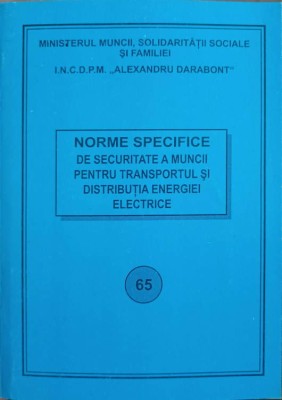 MINISTERUL MUNCII, SOLIDARITĂȚII SOCIALE
ȘI FAMILIEI
I.N.C.D.P.M. „ALEXANDRU DARABONT"
NORME SPECIFICE
DE SECURITATE A MUNCII
PENTRU TRANSPORTUL ȘI
DISTRIBUȚIA ENERGIEI
ELECTRICE
65